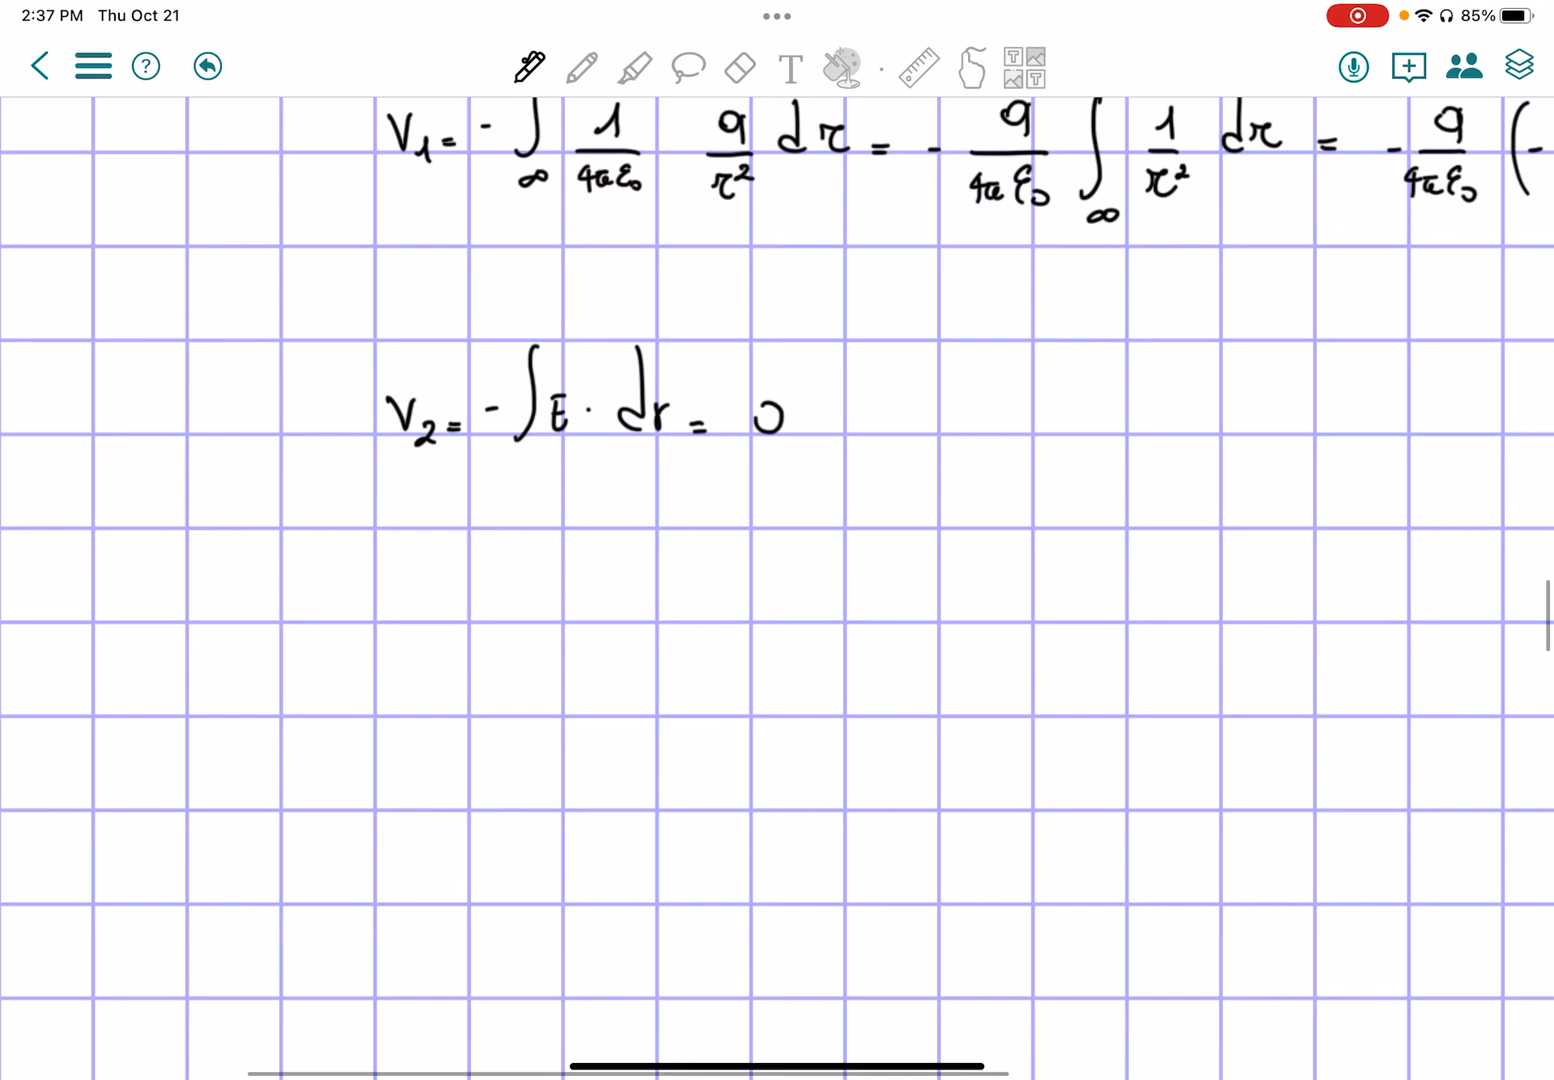 2:37 PM Thu Oct 21
85%
V₁ = - ∫_∞ 1/(4πε₀) q/r² dr = - q/(4πε₀) ∫_∞ 1/r² dr = - q/(4πε₀) (-
V₂ = - ∫ E · dr = 0